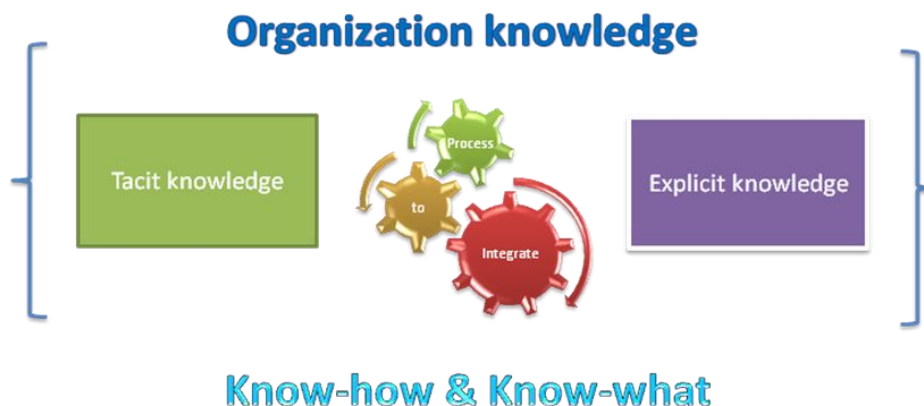 Organization knowledge
Tacit knowledge
Process
to
Integrate
Explicit knowledge
Know-how & Know-what